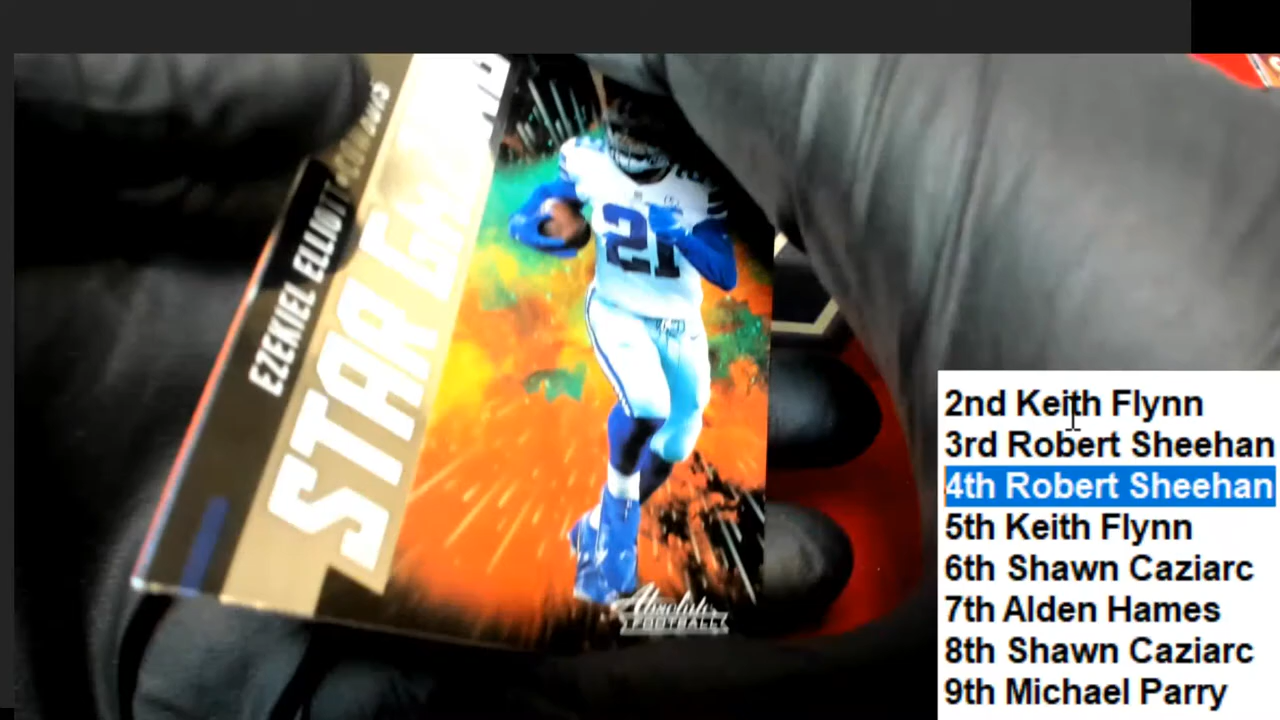 EZEKIEL ELLIOTT
STAR
21
Absolute
FOOTBALL
2nd Keith Flynn
3rd Robert Sheehan
4th Robert Sheehan
5th Keith Flynn
6th Shawn Caziarc
7th Alden Hames
8th Shawn Caziarc
9th Michael Parry